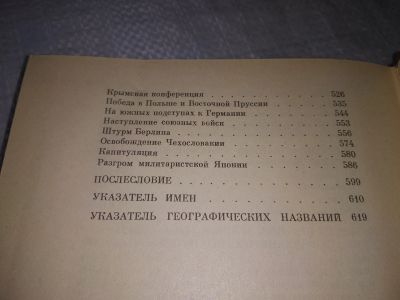 Крымская конференция . . . . . . . . . . 526
Победа в Польше и Восточной Пруссии . . . . 535
На южных подступах к Германии . . . . . . 544
Наступление союзных войск . . . . . . . . 553
Штурм Берлина . . . . . . . . . . . . 556
Освобождение Чехословакии . . . . . . . . 574
Капитуляция . . . . . . . . . . . . . 580
Разгром милитаристской Японии . . . . . . 586
ПОСЛЕСЛОВИЕ . . . . . . . . . . . . 599
УКАЗАТЕЛЬ ИМЕН . . . . . . . . . . . 610
УКАЗАТЕЛЬ ГЕОГРАФИЧЕСКИХ НАЗВАНИЙ 619